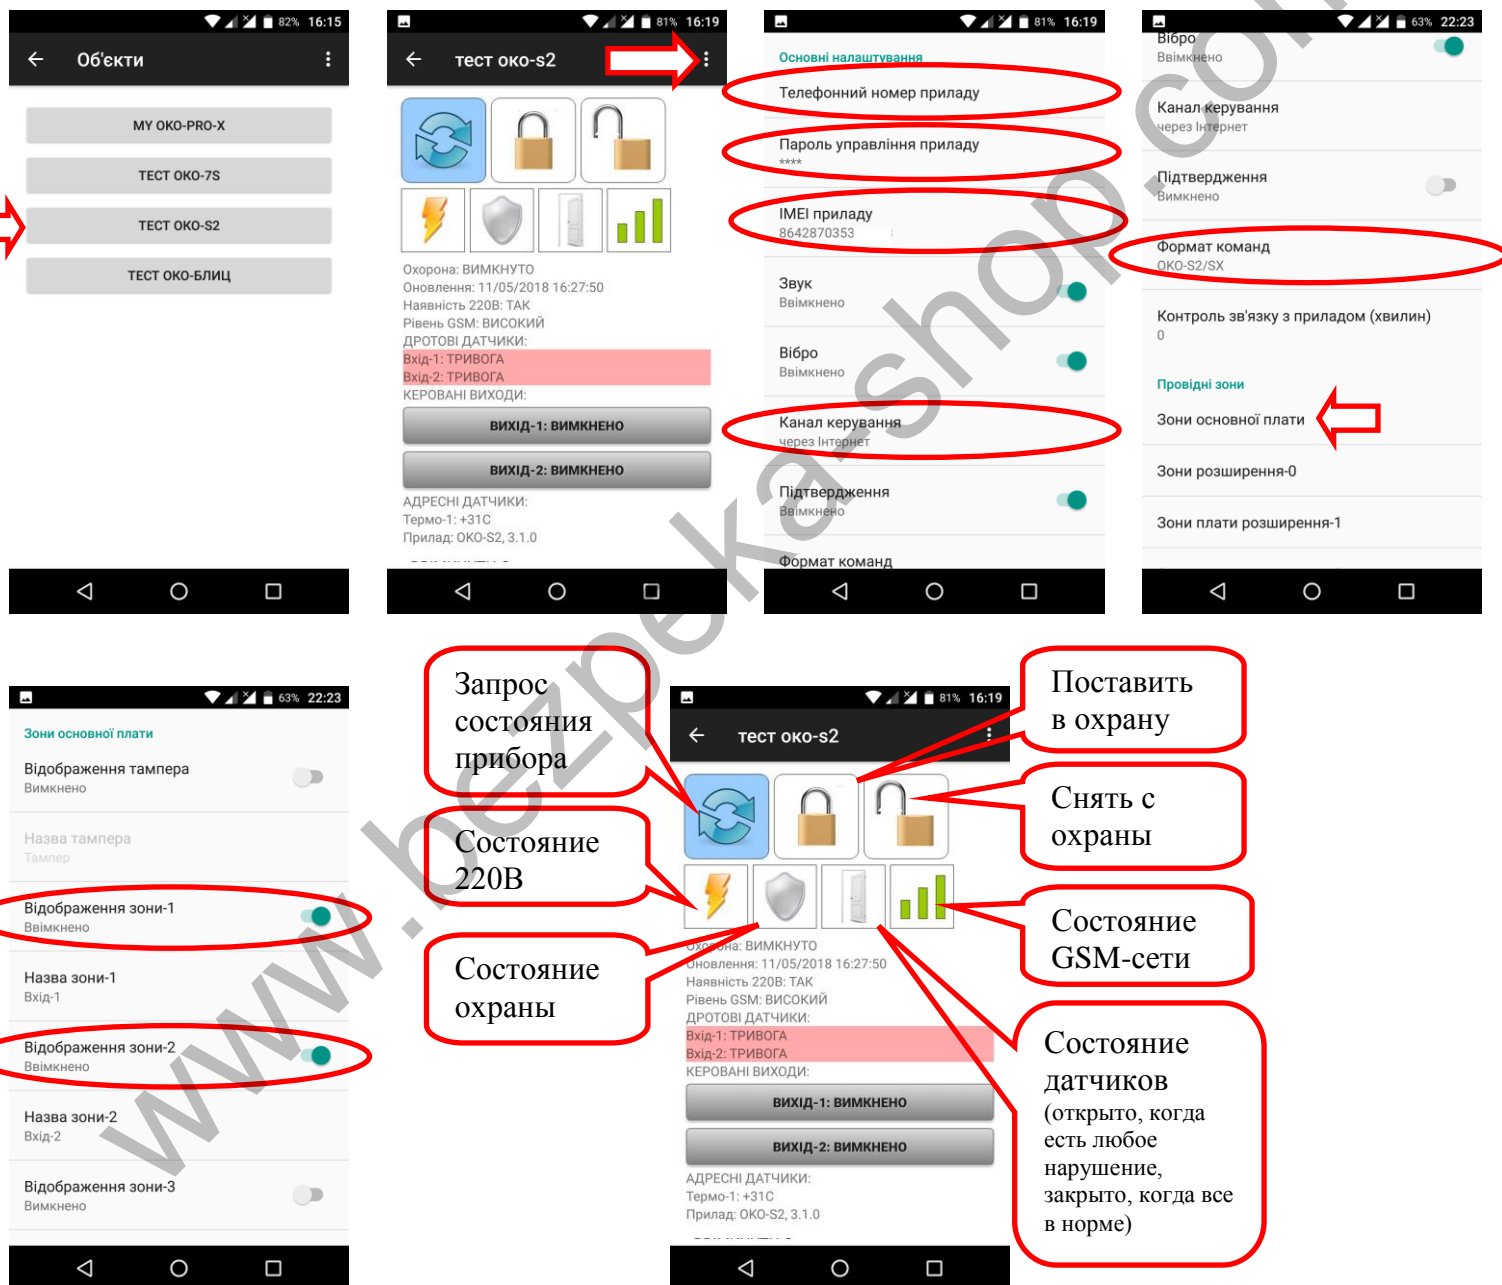 82% 16:15
Об'єкти
MY OKO-PRO-X
ТЕСТ ОКО-7S
ТЕСТ ОКО-S2
ТЕСТ ОКО-БЛИЦ
81% 16:19
тест око-s2
Охорона: ВИМКНУТО
Оновлення: 11/05/2018 16:27:50
Наявність 220В: ТАК
Рівень GSM: ВИСОКИЙ
ДРОТОВІ ДАТЧИКИ:
Вхід-1: ТРИВОГА
Вхід-2: ТРИВОГА
КЕРОВАНІ ВИХОДИ:
ВИХІД-1: ВИМКНЕНО
ВИХІД-2: ВИМКНЕНО
АДРЕСНІ ДАТЧИКИ:
Термо-1: +31С
Прилад: ОКО-S2, 3.1.0
81% 16:19
Основні налаштування
Телефонний номер приладу
Пароль управління приладу
****
IMEI приладу
8642870353
Звук
Ввімкнено
Вібро
Ввімкнено
Канал керування
через Інтернет
Підтвердження
Ввімкнено
Формат команд
63% 22:23
Вібро
Ввімкнено
Канал керування
через Інтернет
Підтвердження
Вимкнено
Формат команд
ОКО-S2/SX
Контроль зв'язку з приладом (хвилин)
0
Провідні зони
Зони основної плати
Зони розширення-0
Зони плати розширення-1
63% 22:23
Зони основної плати
Відображення тампера
Вимкнено
Назва тампера
Тампер
Відображення зони-1
Ввімкнено
Назва зони-1
Вхід-1
Відображення зони-2
Ввімкнено
Назва зони-2
Вхід-2
Відображення зони-3
Вимкнено
Запрос
состояния
прибора
Состояние
220В
Состояние
охраны
81% 16:19
тест око-s2
Охорона: ВИМКНУТО
Оновлення: 11/05/2018 16:27:50
Наявність 220В: ТАК
Рівень GSM: ВИСОКИЙ
ДРОТОВІ ДАТЧИКИ:
Вхід-1: ТРИВОГА
Вхід-2: ТРИВОГА
КЕРОВАНІ ВИХОДИ:
ВИХІД-1: ВИМКНЕНО
ВИХІД-2: ВИМКНЕНО
АДРЕСНІ ДАТЧИКИ:
Термо-1: +31С
Прилад: ОКО-S2, 3.1.0
Поставить
в охрану
Снять с
охраны
Состояние
GSM-сети
Состояние
датчиков
(открыто, когда
есть любое
нарушение,
закрыто, когда все
в норме)
www.bezpeka-shop.com